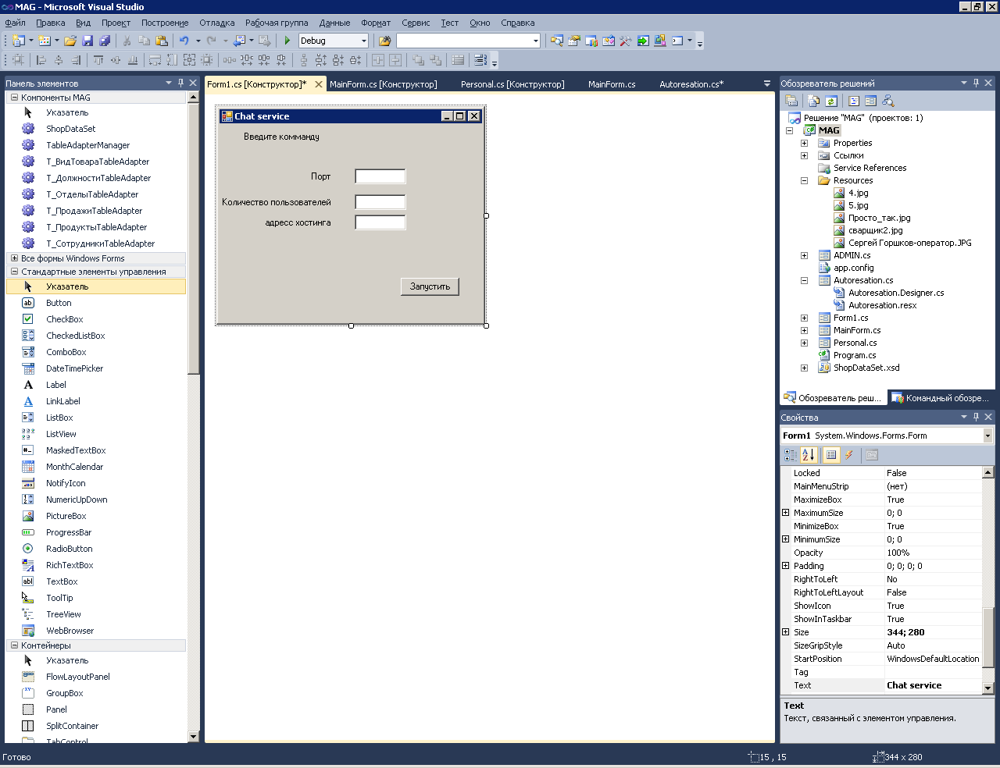 MAG - Microsoft Visual Studio
Файл Правка Вид Проект Построение Отладка Рабочая группа Данные Формат Сервис Тест Окно Справка
Debug
Панель элементов
Компоненты MAG
Указатель
ShopDataSet
TableAdapterManager
Т_ВидТовараTableAdapter
Т_ДолжностиTableAdapter
Т_ОтделыTableAdapter
Т_ПродажиTableAdapter
Т_ПродуктыTableAdapter
Т_СотрудникиTableAdapter
Все формы Windows Forms
Стандартные элементы управления
Указатель
Button
CheckBox
CheckedListBox
ComboBox
DateTimePicker
Label
LinkLabel
ListBox
ListView
MaskedTextBox
MonthCalendar
NotifyIcon
NumericUpDown
PictureBox
ProgressBar
RadioButton
RichTextBox
TextBox
ToolTip
TreeView
WebBrowser
Контейнеры
Указатель
FlowLayoutPanel
GroupBox
Panel
SplitContainer
TabControl
Form1.cs [Конструктор]* MainForm.cs [Конструктор] Personal.cs [Конструктор] MainForm.cs Autoresation.cs*
Chat service
Введите комманду
Порт
Количество пользователей
адресс хостинга
Запустить
Обозреватель решений
Решение "MAG" (проектов: 1)
MAG
Properties
Ссылки
Service References
Resources
4.jpg
5.jpg
Просто_так.jpg
сварщик2.jpg
Сергей Горшков-оператор.JPG
ADMIN.cs
app.config
Autoresation.cs
Autoresation.Designer.cs
Autoresation.resx
Form1.cs
MainForm.cs
Personal.cs
Program.cs
ShopDataSet.xsd
Обозреватель реш... Командный обозре...
Свойства
Form1 System.Windows.Forms.Form
Locked False
MainMenuStrip (нет)
MaximizeBox True
MaximumSize 0; 0
MinimizeBox True
MinimumSize 0; 0
Opacity 100%
Padding 0; 0; 0; 0
RightToLeft No
RightToLeftLayout False
ShowIcon True
ShowInTaskbar True
Size 344; 280
SizeGripStyle Auto
StartPosition WindowsDefaultLocation
Tag
Text Chat service
Text
Текст, связанный с элементом управления.
Готово 15 , 15 344 x 280